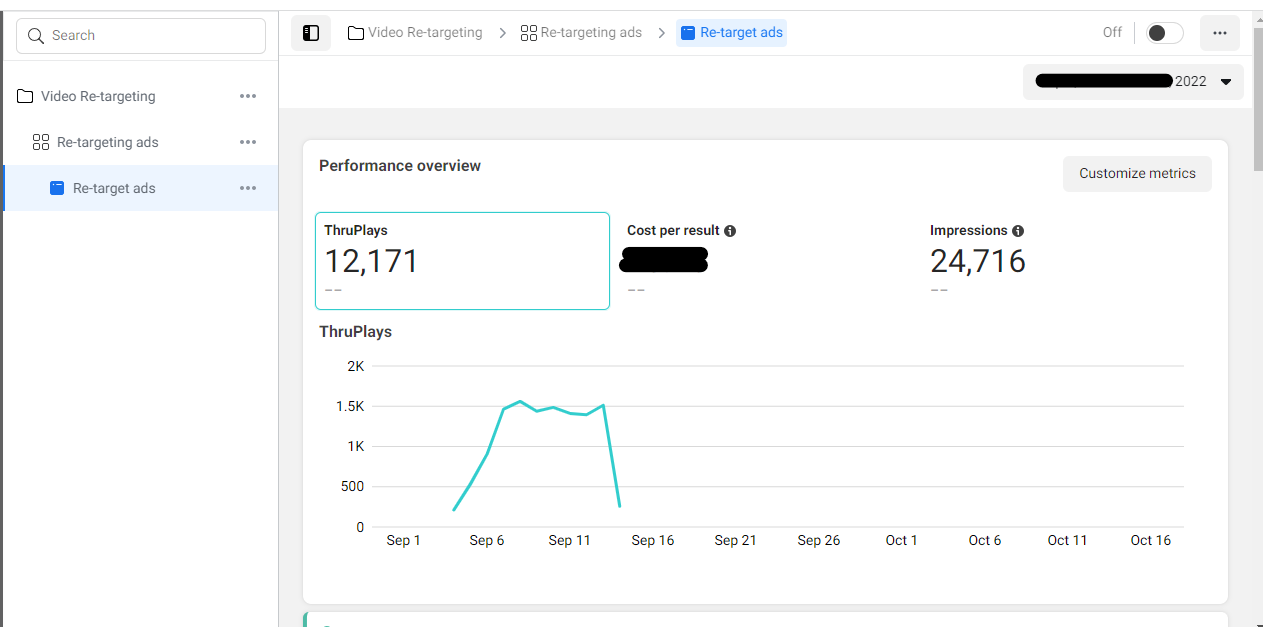 Search
Video Re-targeting > Re-targeting ads > Re-target ads
Off
2022
Video Re-targeting
Re-targeting ads
Re-target ads
Performance overview
Customize metrics
ThruPlays
12,171
--
Cost per result
--
Impressions
24,716
--
ThruPlays
2K
1.5K
1K
500
0
Sep 1 Sep 6 Sep 11 Sep 16 Sep 21 Sep 26 Oct 1 Oct 6 Oct 11 Oct 16